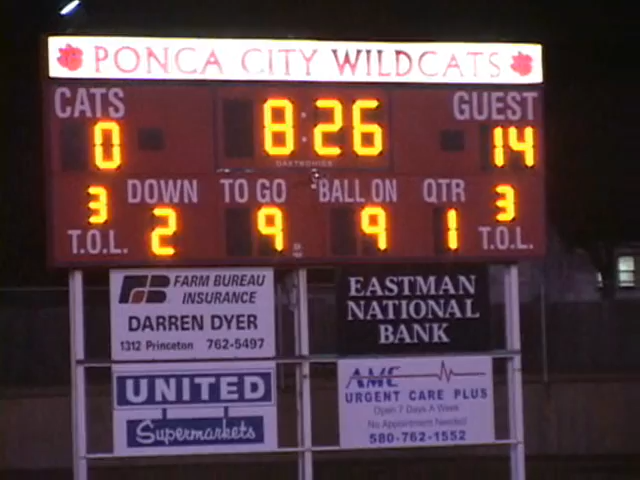 PONCA CITY WILDCATS
CATS 8:26 GUEST
0 14
DAKTRONICS
3 DOWN TO GO BALL ON QTR 3
T.O.L. 2 9 9 1 T.O.L.
FARM BUREAU
INSURANCE
DARREN DYER
1312 Princeton 762-5497
EASTMAN
NATIONAL
BANK
UNITED
Supermarkets
AME
URGENT CARE PLUS
Open 7 Days A Week
No Appointment Needed
580-762-1552